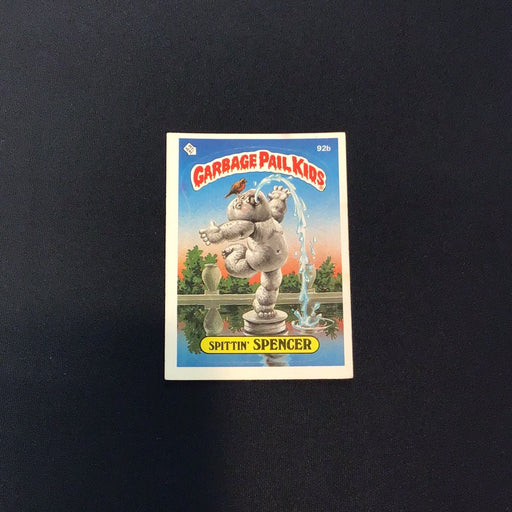 92b
GARBAGE PAIL KIDS
SPITTIN' SPENCER